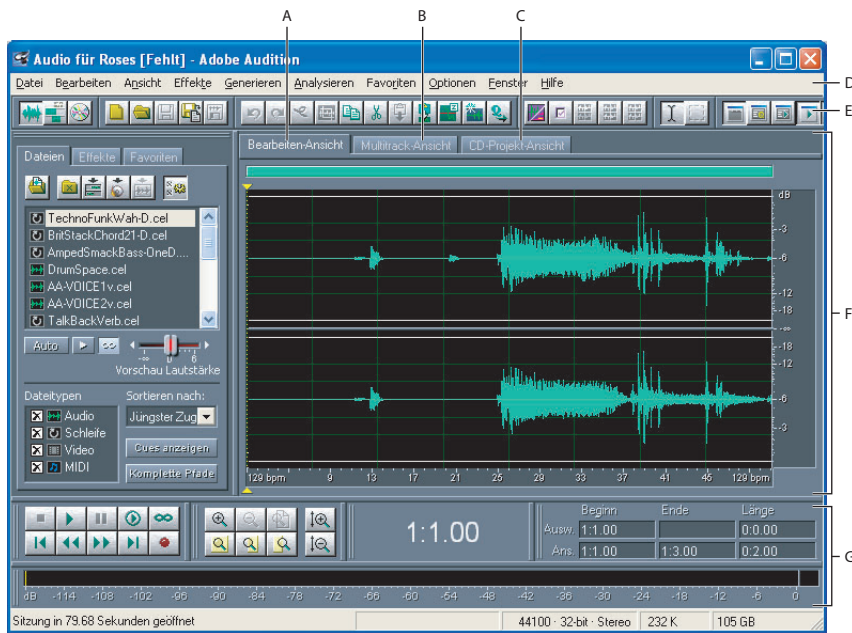 A B C
Audio für Roses [Fehlt] - Adobe Audition
Datei Bearbeiten Ansicht Effekte Generieren Analysieren Favoriten Optionen Fenster Hilfe
D
E
Bearbeiten-Ansicht Multitrack-Ansicht CD-Projekt-Ansicht
Dateien Effekte Favoriten
TechnoFunkWah-D.cel
BritStackChord21-D.cel
AmpedSmackBass-OneD....
DrumSpace.cel
AA-VOICE1v.cel
AA-VOICE2v.cel
TalkBackVerb.cel
Auto
-∞ 0 6
Vorschau Lautstärke
Dateitypen Sortieren nach:
Audio
Schleife
Video
MIDI
Jüngster Zug
Cues anzeigen
Komplette Pfade
dB
-3
-6
-12
-18
-∞
-18
-12
-6
-3
F
129 bpm 9 13 17 21 25 29 33 37 41 45 129 bpm
1:1.00
Beginn Ende Länge
Ausw. 1:1.00 0:0.00
Ans. 1:1.00 1:3.00 0:2.00
G
dB -114 -108 -102 -96 -90 -84 -78 -72 -66 -60 -54 -48 -42 -36 -30 -24 -18 -12 -6 0
Sitzung in 79.68 Sekunden geöffnet 44100 · 32-bit · Stereo 232 K 105 GB